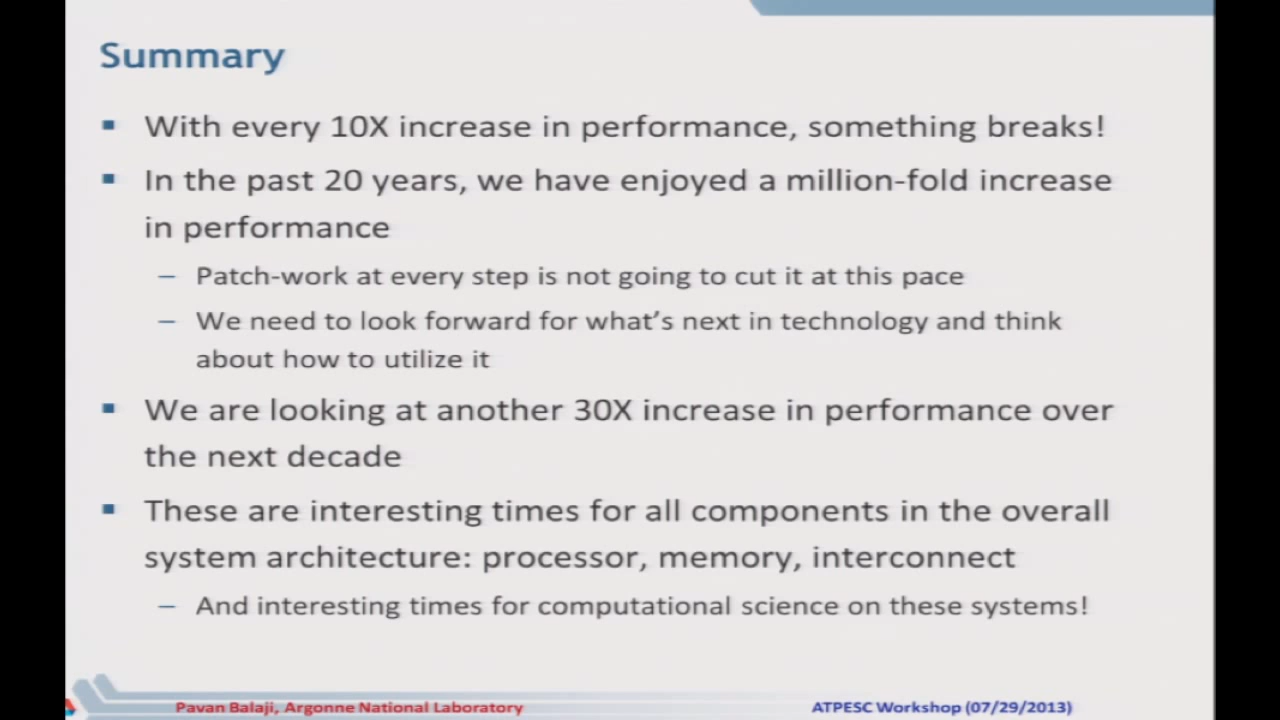 Summary
With every 10X increase in performance, something breaks!
In the past 20 years, we have enjoyed a million-fold increase
in performance
– Patch-work at every step is not going to cut it at this pace
– We need to look forward for what's next in technology and think
about how to utilize it
We are looking at another 30X increase in performance over
the next decade
These are interesting times for all components in the overall
system architecture: processor, memory, interconnect
– And interesting times for computational science on these systems!
Pavan Balaji, Argonne National Laboratory
ATPESC Workshop (07/29/2013)